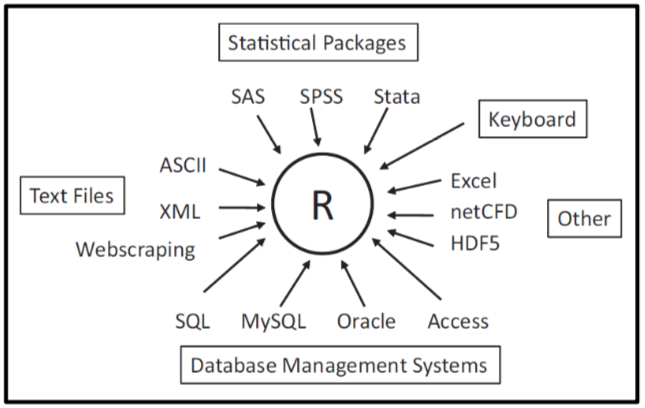 Statistical Packages
SAS SPSS Stata
Keyboard
ASCII
Text Files
XML
Webscraping
R
Excel
netCFD
HDF5
Other
SQL MySQL Oracle Access
Database Management Systems